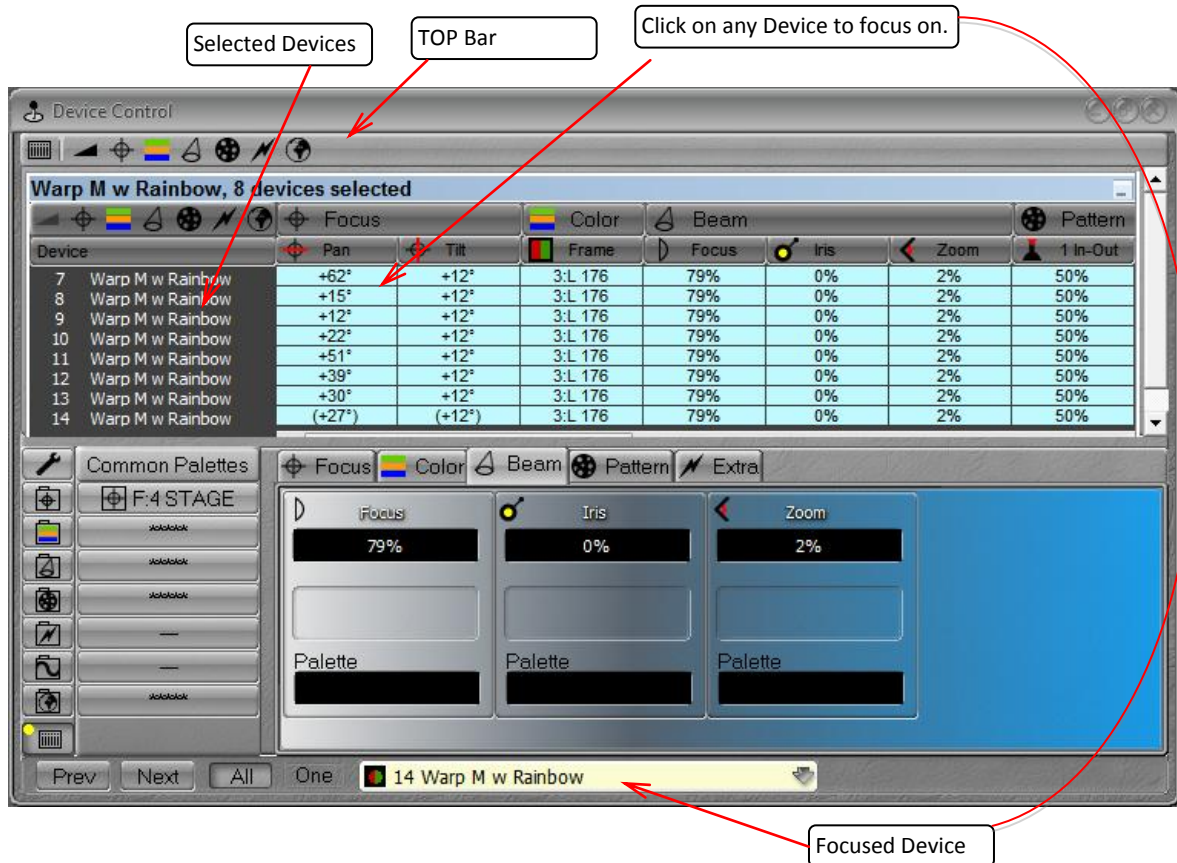 Selected Devices
TOP Bar
Click on any Device to focus on.
Device Control
Warp M w Rainbow, 8 devices selected
Focus Color Beam Pattern
Device Pan Tilt Frame Focus Iris Zoom 1 In-Out
7 Warp M w Rainbow +62° +12° 3:L 176 79% 0% 2% 50%
8 Warp M w Rainbow +15° +12° 3:L 176 79% 0% 2% 50%
9 Warp M w Rainbow +12° +12° 3:L 176 79% 0% 2% 50%
10 Warp M w Rainbow +22° +12° 3:L 176 79% 0% 2% 50%
11 Warp M w Rainbow +51° +12° 3:L 176 79% 0% 2% 50%
12 Warp M w Rainbow +39° +12° 3:L 176 79% 0% 2% 50%
13 Warp M w Rainbow +30° +12° 3:L 176 79% 0% 2% 50%
14 Warp M w Rainbow (+27°) (+12°) 3:L 176 79% 0% 2% 50%
Common Palettes Focus Color Beam Pattern Extra
F:4 STAGE
*****
*****
*****
—
—
*****
Focus Iris Zoom
79% 0% 2%
Palette Palette Palette
Prev Next All One 14 Warp M w Rainbow
Focused Device